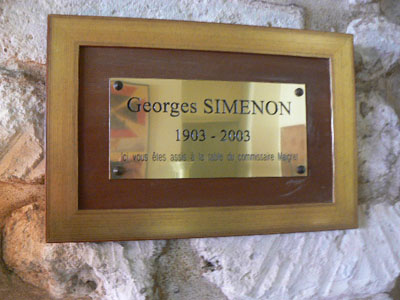 Georges SIMENON
1903 - 2003
Ici vous êtes assis à la table du commissaire Maigret